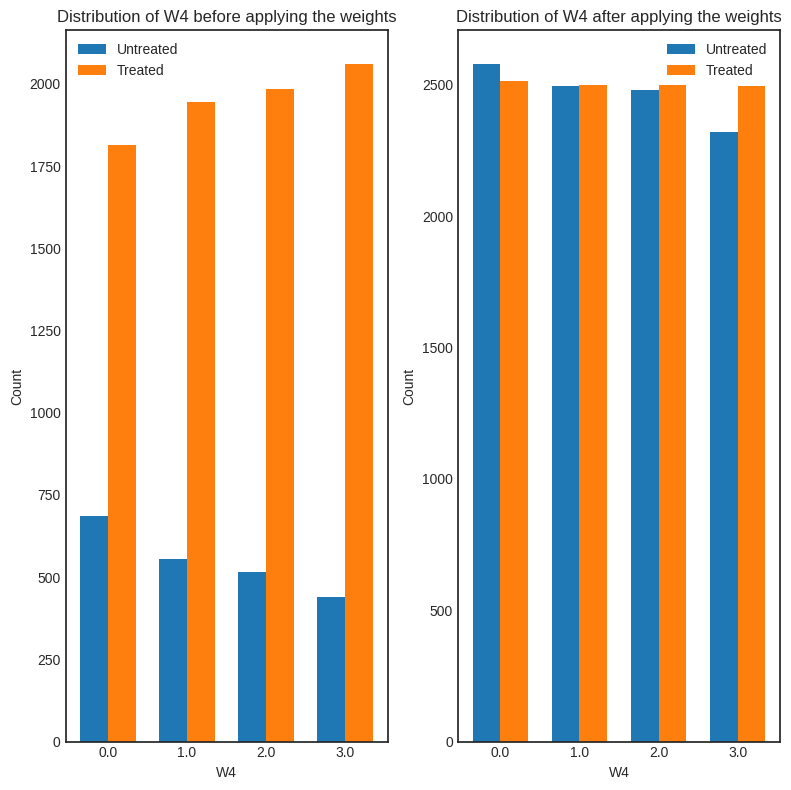 Distribution of W4 before applying the weights
Untreated
Treated
2000
1750
1500
1250
1000
750
500
250
0
Count
0.0 1.0 2.0 3.0
W4
Distribution of W4 after applying the weights
Untreated
Treated
2500
2000
1500
1000
500
0
Count
0.0 1.0 2.0 3.0
W4